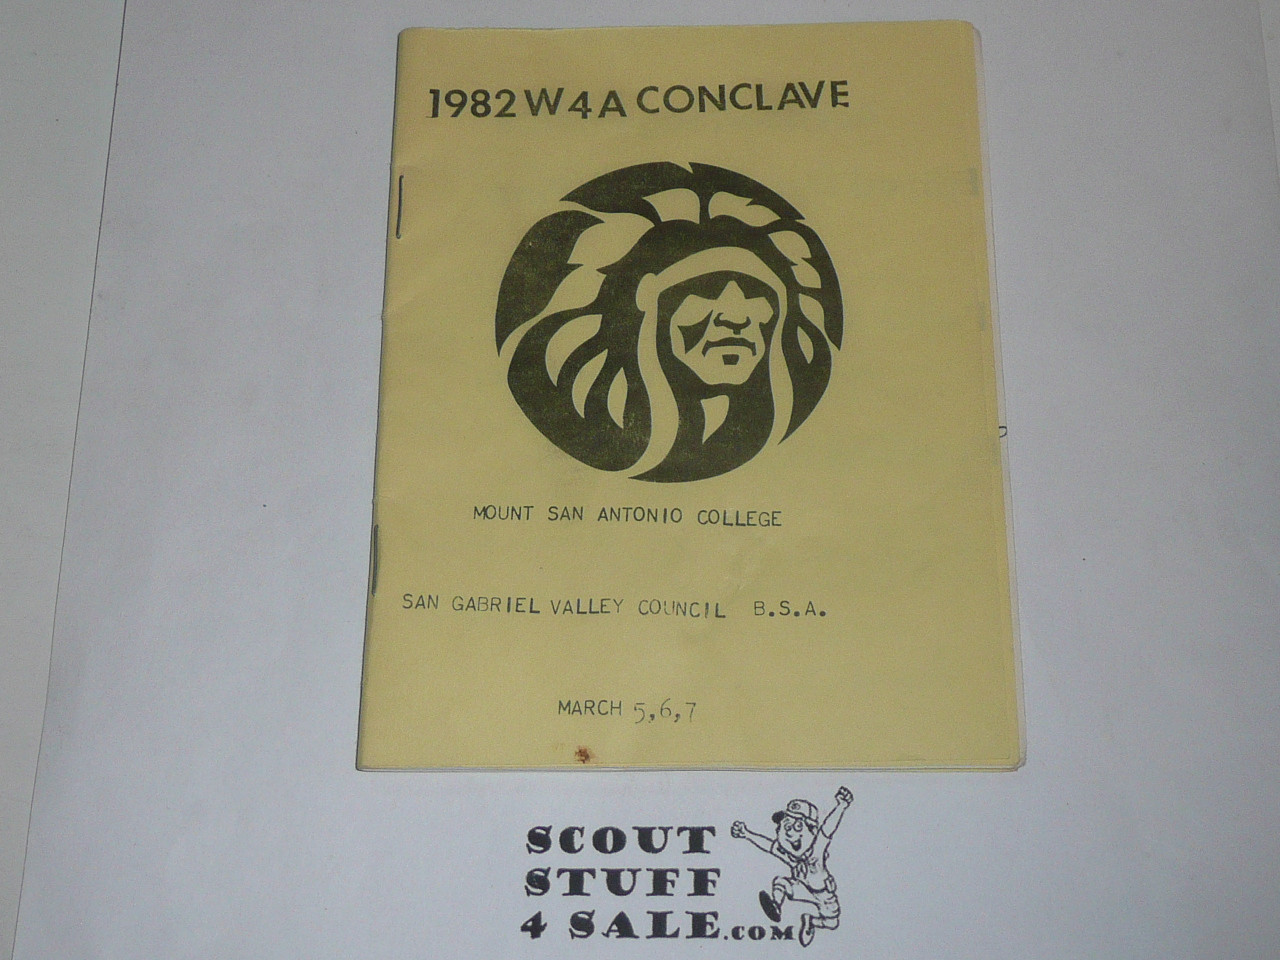 1982 W4A CONCLAVE
MOUNT SAN ANTONIO COLLEGE
SAN GABRIEL VALLEY COUNCIL B.S.A.
MARCH 5,6,7
SCOUT
STUFF
4 SALE.COM